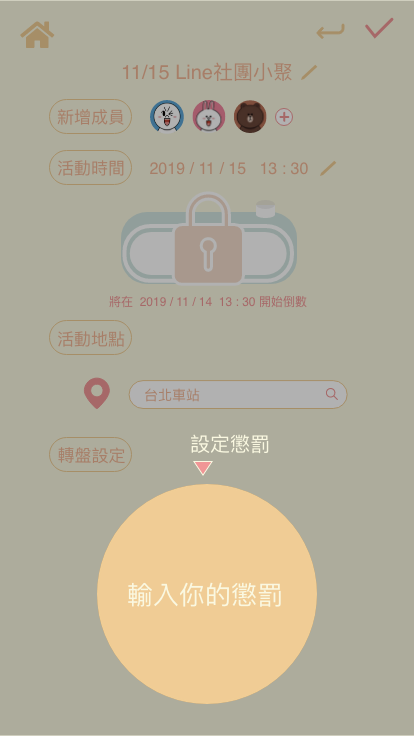 11/15 Line社團小聚
新增成員
活動時間 2019 / 11 / 15 13 : 30
將在 2019 / 11 / 14 13 : 30 開始倒數
活動地點
台北車站
設定懲罰
轉盤設定
輸入你的懲罰